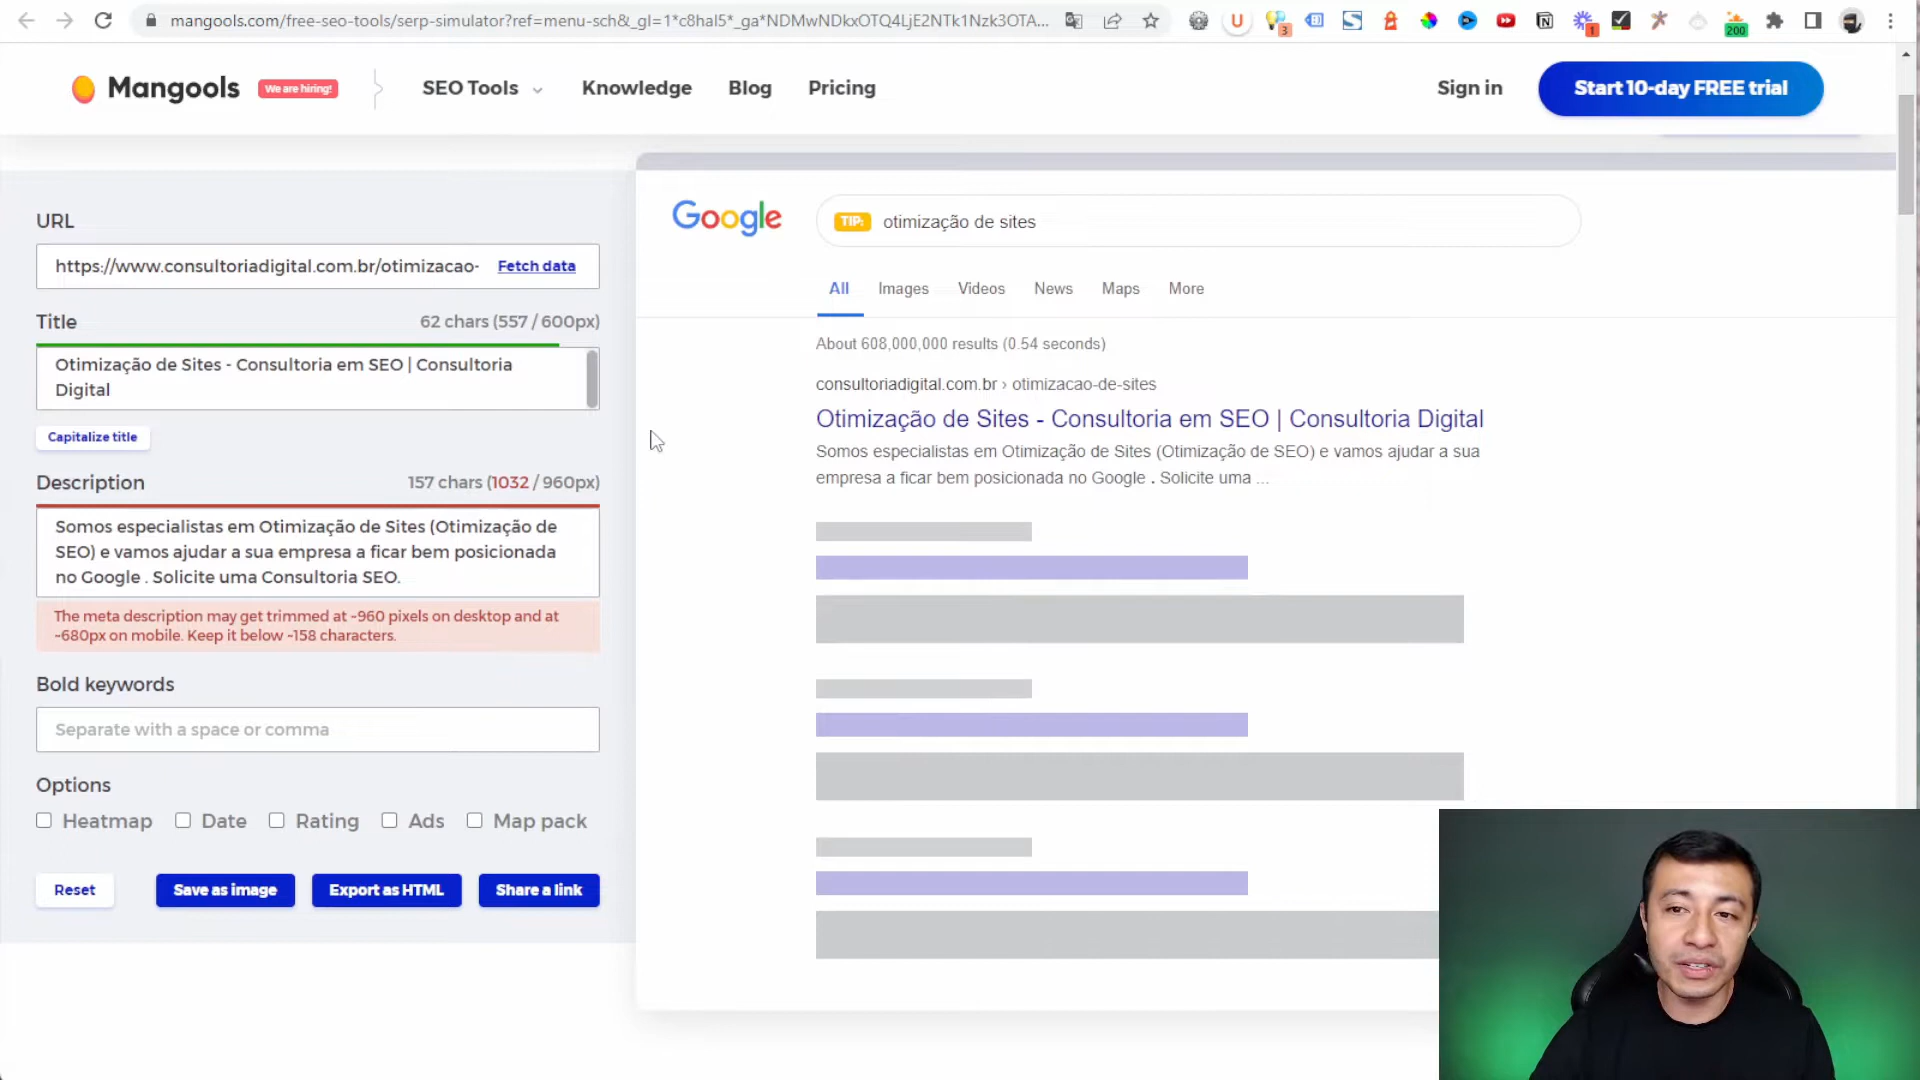 mangools.com/free-seo-tools/serp-simulator?ref=menu-sch&_gl=1*c8hal5*_ga*NDMwNDkxOTQ4LjE2NTk1Nzk3OTA...
3
1
200
Mangools
We are hiring!
SEO Tools
Knowledge
Blog
Pricing
Sign in
Start 10-day FREE trial
URL
https://www.consultoriadigital.com.br/otimizacao-
Fetch data
Title
62 chars (557 / 600px)
Otimização de Sites - Consultoria em SEO | Consultoria
Digital
Capitalize title
Description
157 chars (1032 / 960px)
Somos especialistas em Otimização de Sites (Otimização de
SEO) e vamos ajudar a sua empresa a ficar bem posicionada
no Google . Solicite uma Consultoria SEO.
The meta description may get trimmed at ~960 pixels on desktop and at
~680px on mobile. Keep it below ~158 characters.
Bold keywords
Separate with a space or comma
Options
Heatmap
Date
Rating
Ads
Map pack
Reset
Save as image
Export as HTML
Share a link
Google
TIP:
otimização de sites
All
Images
Videos
News
Maps
More
About 608,000,000 results (0.54 seconds)
consultoriadigital.com.br › otimizacao-de-sites
Otimização de Sites - Consultoria em SEO | Consultoria Digital
Somos especialistas em Otimização de Sites (Otimização de SEO) e vamos ajudar a sua
empresa a ficar bem posicionada no Google . Solicite uma ...